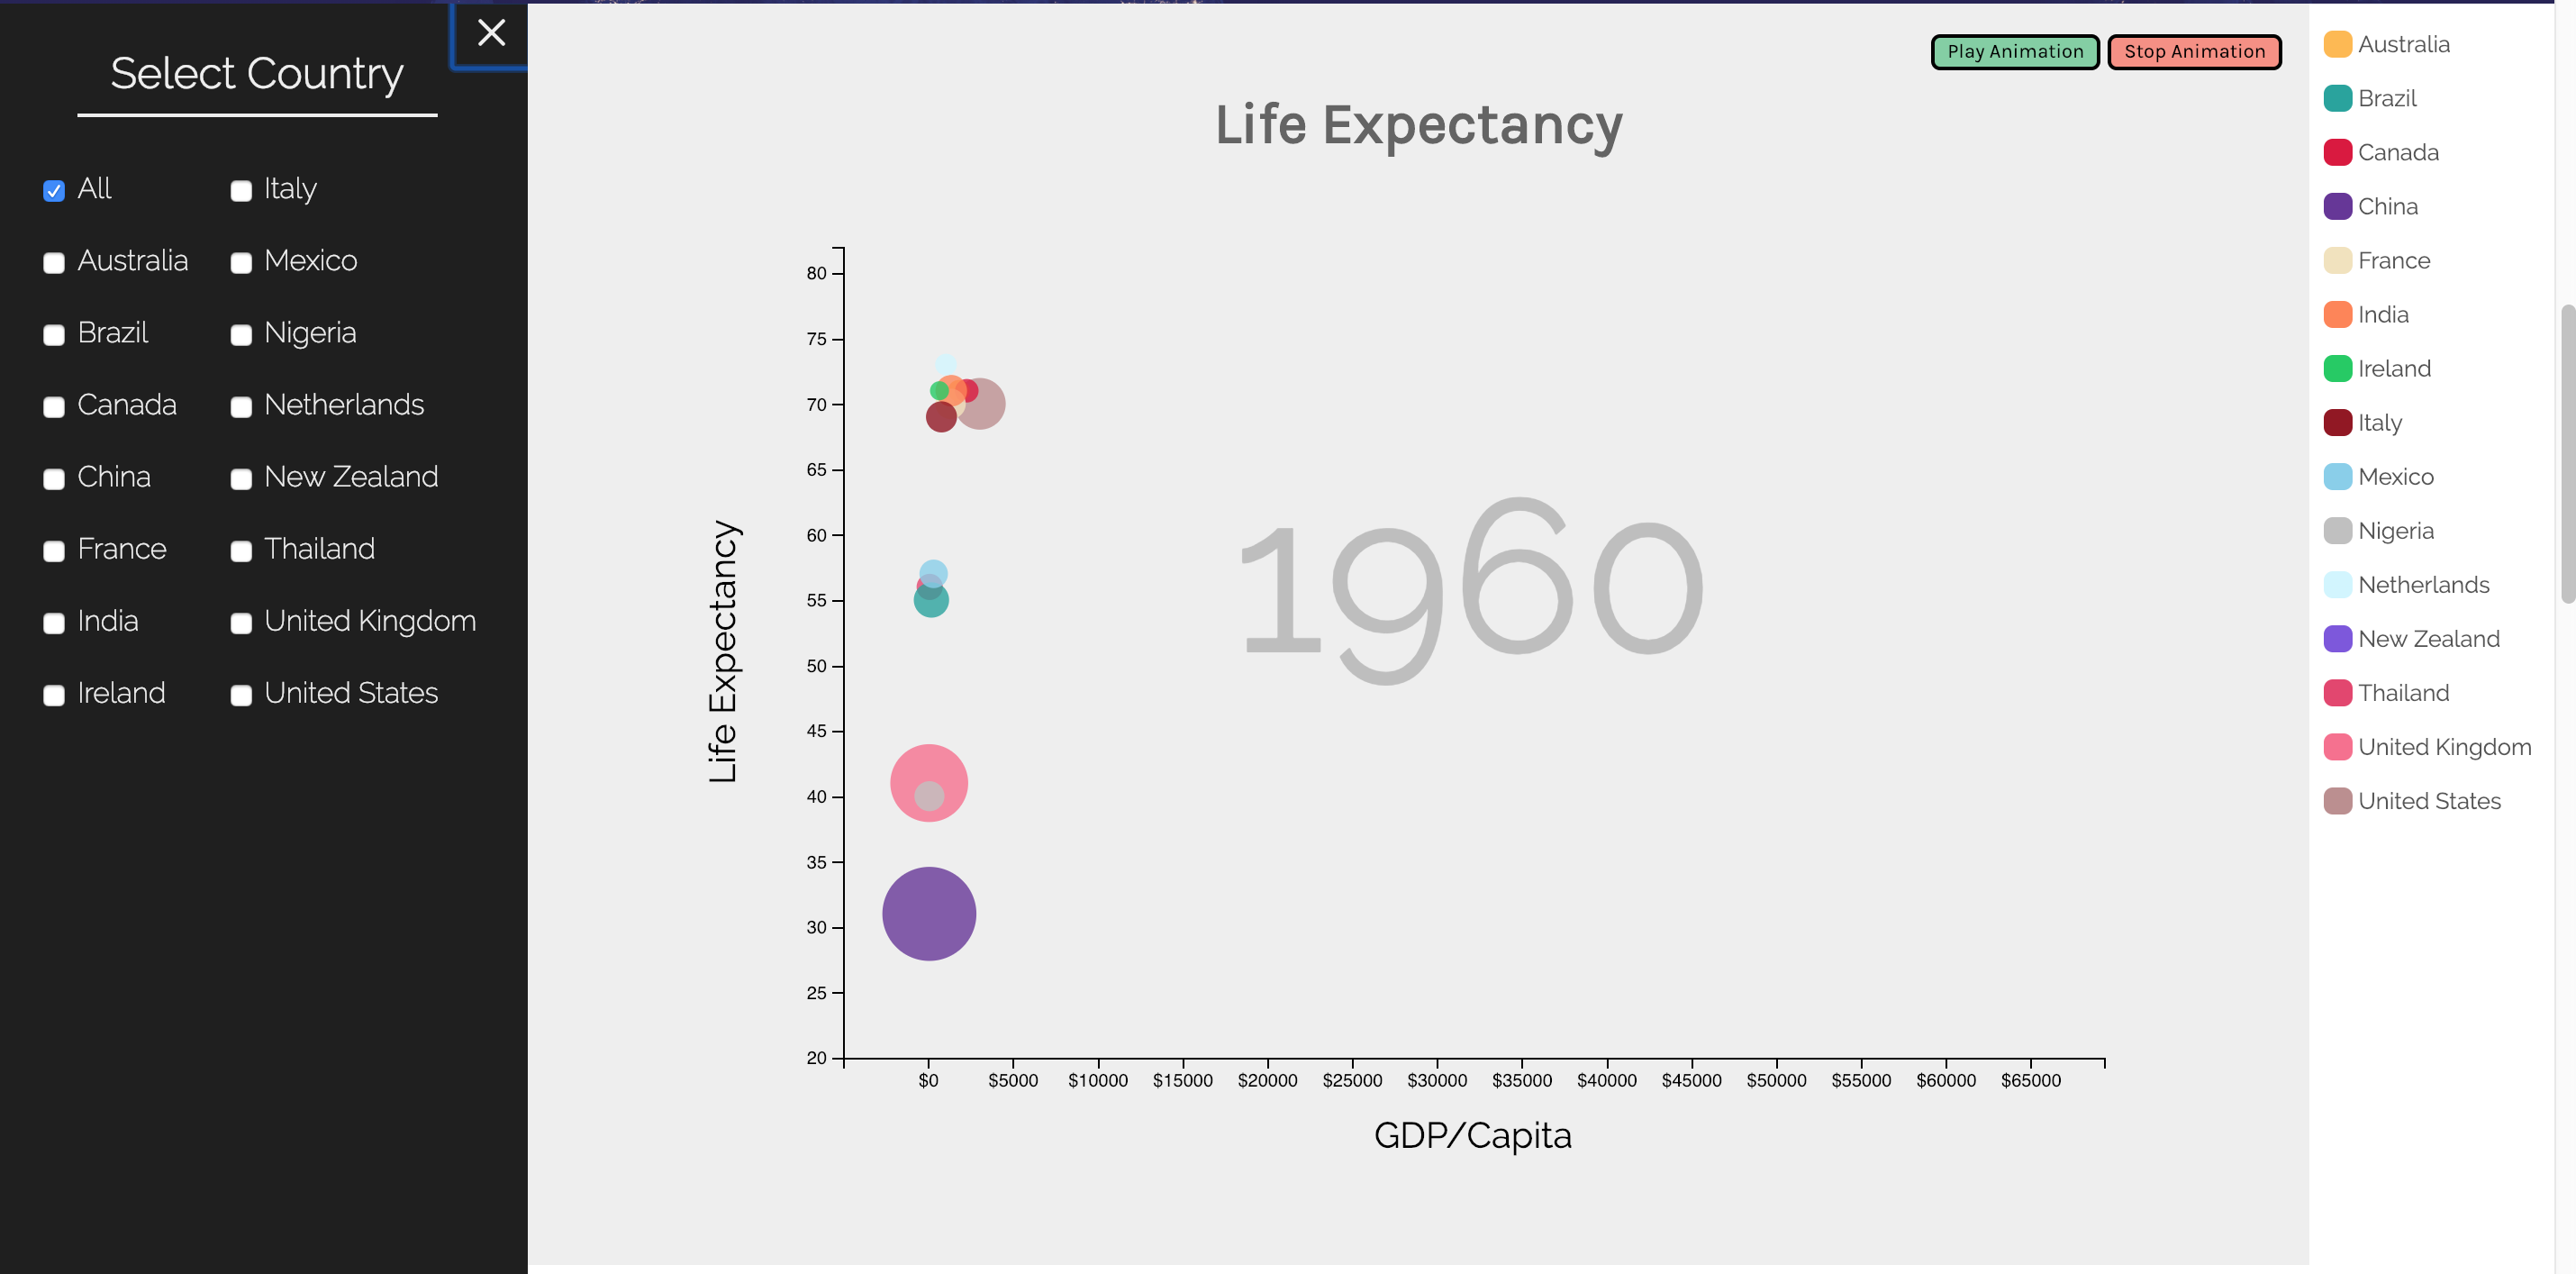 Select Country
All
Italy
Australia
Mexico
Brazil
Nigeria
Canada
Netherlands
China
New Zealand
France
Thailand
India
United Kingdom
Ireland
United States
Play Animation
Stop Animation
Life Expectancy
Life Expectancy
80
75
70
65
60
55
50
45
40
35
30
25
20
1960
$0 $5000 $10000 $15000 $20000 $25000 $30000 $35000 $40000 $45000 $50000 $55000 $60000 $65000
GDP/Capita
Australia
Brazil
Canada
China
France
India
Ireland
Italy
Mexico
Nigeria
Netherlands
New Zealand
Thailand
United Kingdom
United States